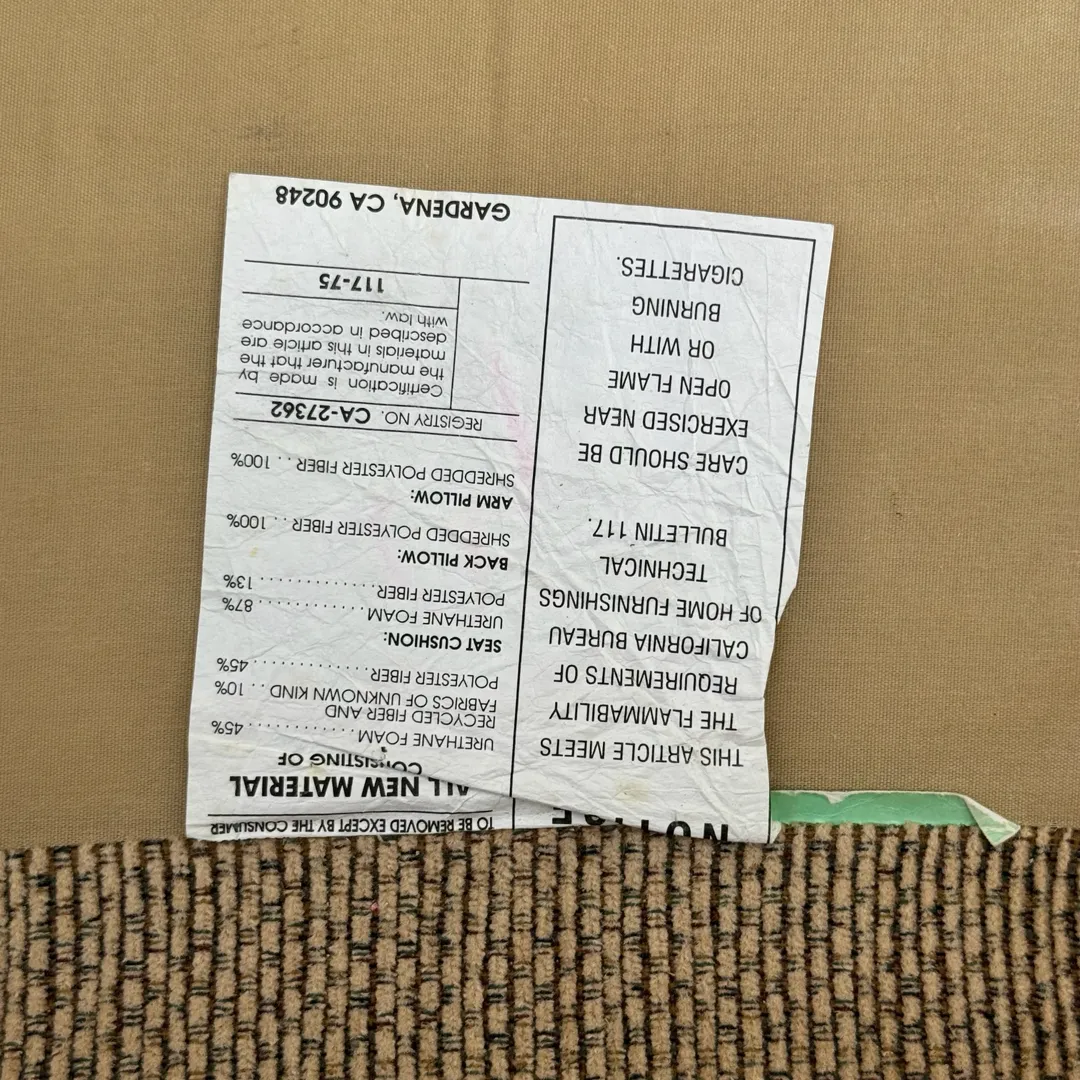 NOTICE
THIS ARTICLE MEETS
THE FLAMMABILITY
REQUIREMENTS OF
CALIFORNIA BUREAU
OF HOME FURNISHINGS
TECHNICAL
BULLETIN 117.
CARE SHOULD BE
EXERCISED NEAR
OPEN FLAME
OR WITH
BURNING
CIGARETTES.
TO BE REMOVED EXCEPT BY THE CONSUMER
ALL NEW MATERIAL
CONSISTING OF
URETHANE FOAM . . . . . . . . . . . . . 45%
RECYCLED FIBER AND
FABRICS OF UNKNOWN KIND . . 10%
POLYESTER FIBER . . . . . . . . . . . . . 45%
SEAT CUSHION:
URETHANE FOAM . . . . . . . . . . . . . 87%
POLYESTER FIBER . . . . . . . . . . . . . 13%
BACK PILLOW:
SHREDDED POLYESTER FIBER . . 100%
ARM PILLOW:
SHREDDED POLYESTER FIBER . . 100%
REGISTRY NO. CA-27362
Certification is made by
the manufacturer that the
materials in this article are
described in accordance
with law.
117-75
GARDENA, CA 90248